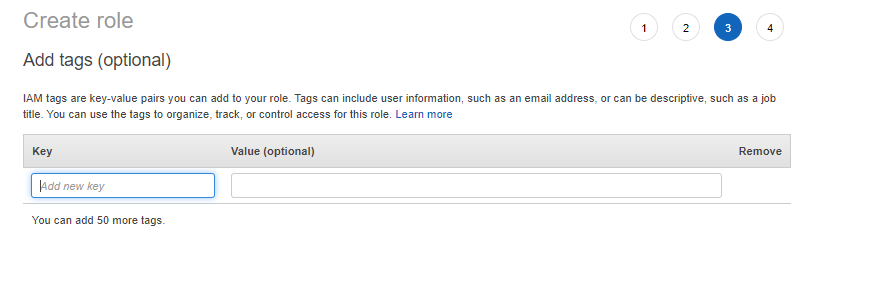 Create role
1 2 3 4
Add tags (optional)
IAM tags are key-value pairs you can add to your role. Tags can include user information, such as an email address, or can be descriptive, such as a job
title. You can use the tags to organize, track, or control access for this role. Learn more
Key Value (optional) Remove
Add new key
You can add 50 more tags.